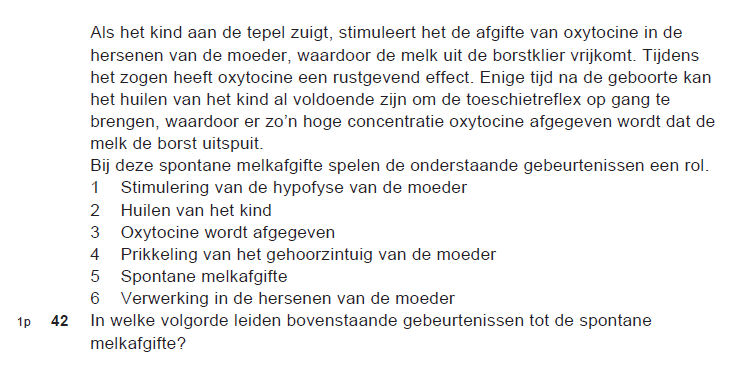 Als het kind aan de tepel zuigt, stimuleert het de afgifte van oxytocine in de
hersenen van de moeder, waardoor de melk uit de borstklier vrijkomt. Tijdens
het zogen heeft oxytocine een rustgevend effect. Enige tijd na de geboorte kan
het huilen van het kind al voldoende zijn om de toeschietreflex op gang te
brengen, waardoor er zo'n hoge concentratie oxytocine afgegeven wordt dat de
melk de borst uitspuit.
Bij deze spontane melkafgifte spelen de onderstaande gebeurtenissen een rol.
1 Stimulering van de hypofyse van de moeder
2 Huilen van het kind
3 Oxytocine wordt afgegeven
4 Prikkeling van het gehoorzintuig van de moeder
5 Spontane melkafgifte
6 Verwerking in de hersenen van de moeder
1p 42 In welke volgorde leiden bovenstaande gebeurtenissen tot de spontane
melkafgifte?